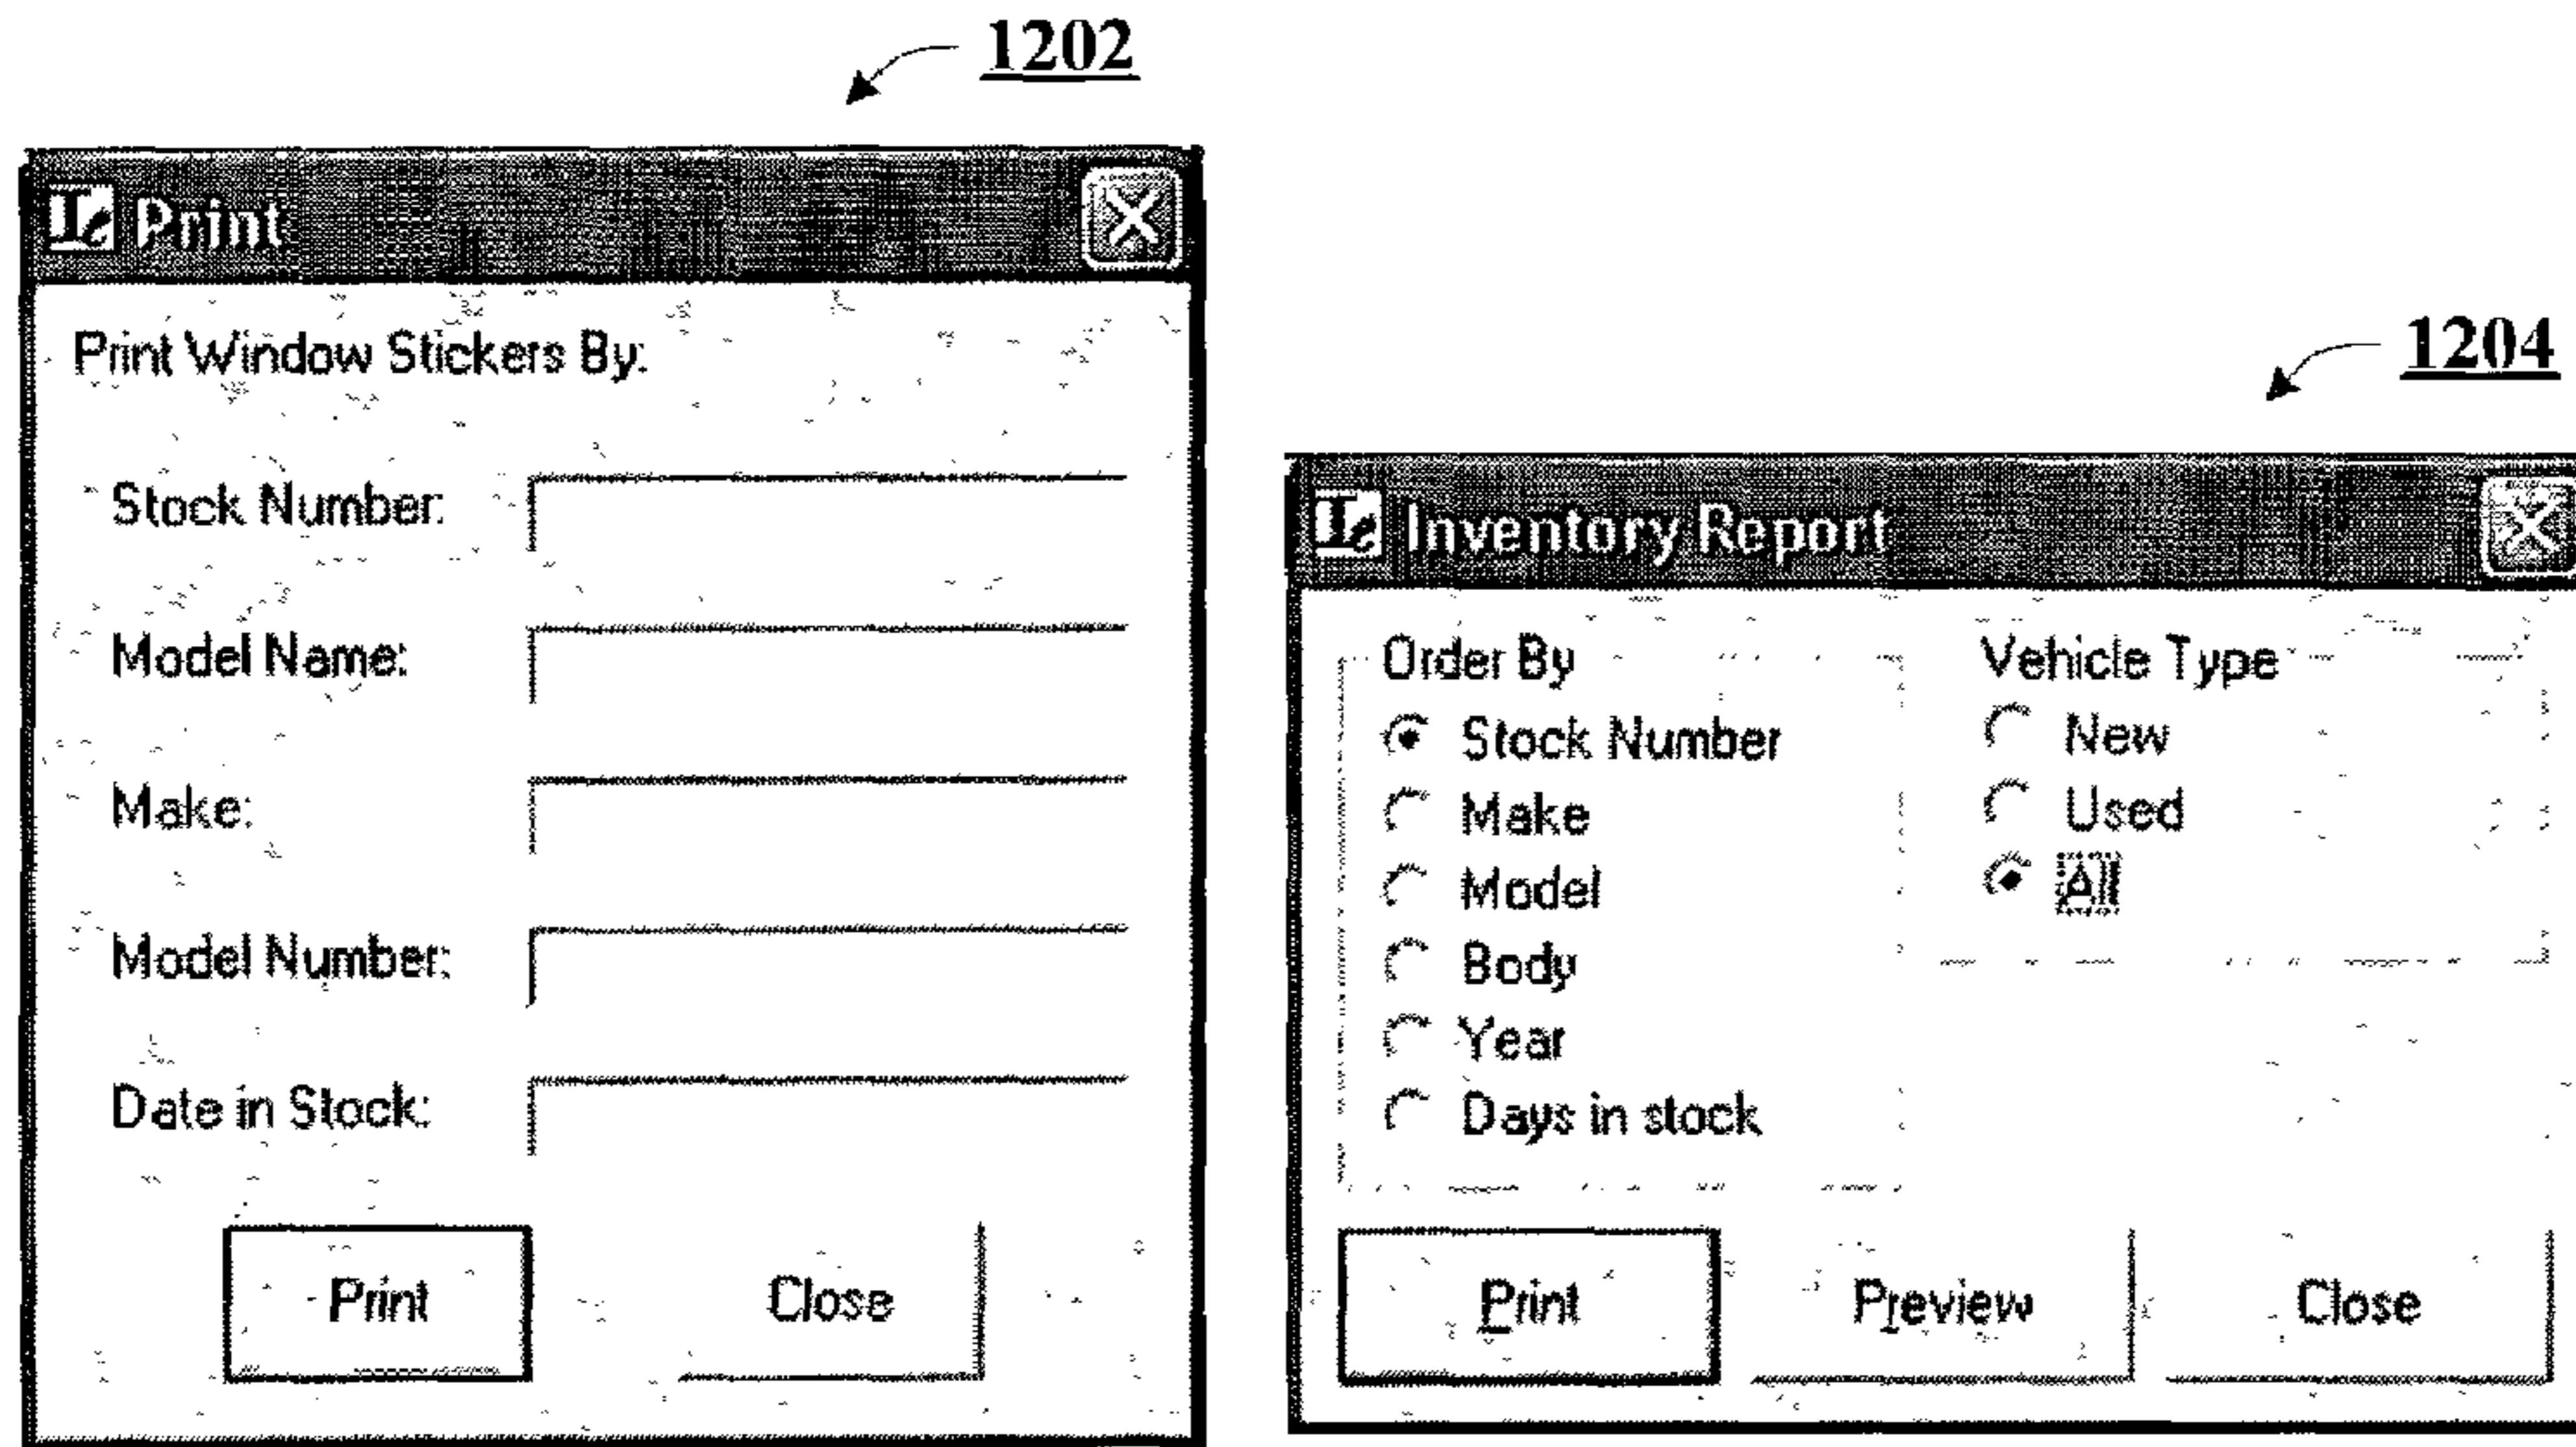 1202
Print
Print Window Stickers By:
Stock Number:
Model Name:
Make:
Model Number:
Date in Stock:
Print
Close
1204
Inventory Report
Order By
Stock Number
Make
Model
Body
Year
Days in stock
Vehicle Type
New
Used
All
Print
Preview
Close